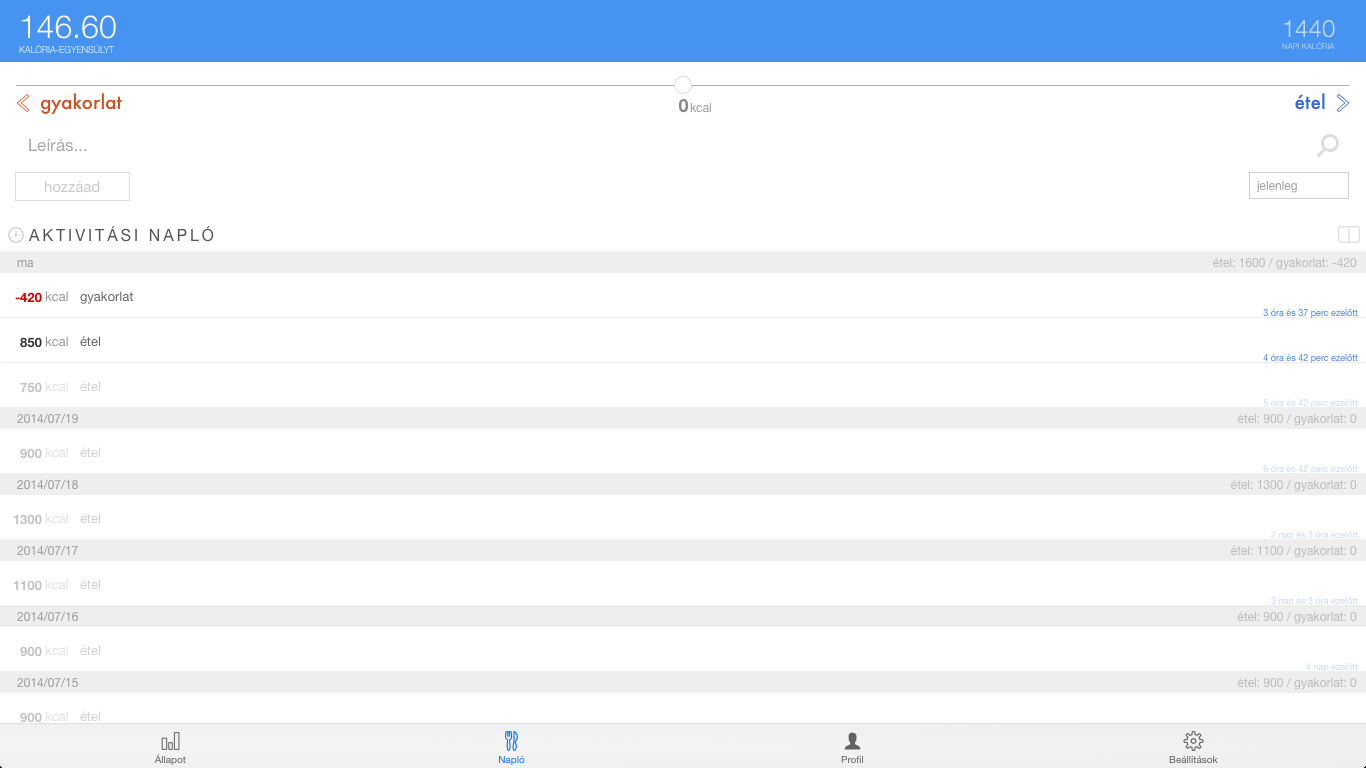 146.60
KALÓRIA-EGYENSÚLYT
1440
NAPI KALÓRIA
gyakorlat
0 kcal
étel
Leírás...
hozzáad
jelenleg
AKTIVITÁSI NAPLÓ
ma étel: 1600 / gyakorlat: -420
-420 kcal gyakorlat
3 óra és 37 perc ezelőtt
850 kcal étel
4 óra és 42 perc ezelőtt
750 kcal étel
5 óra és 42 perc ezelőtt
2014/07/19 étel: 900 / gyakorlat: 0
900 kcal étel
6 óra és 42 perc ezelőtt
2014/07/18 étel: 1300 / gyakorlat: 0
1300 kcal étel
2 nap és 3 óra ezelőtt
2014/07/17 étel: 1100 / gyakorlat: 0
1100 kcal étel
3 nap és 3 óra ezelőtt
2014/07/16 étel: 900 / gyakorlat: 0
900 kcal étel
4 nap ezelőtt
2014/07/15 étel: 900 / gyakorlat: 0
900 kcal étel
Állapot Napló Profil Beállítások